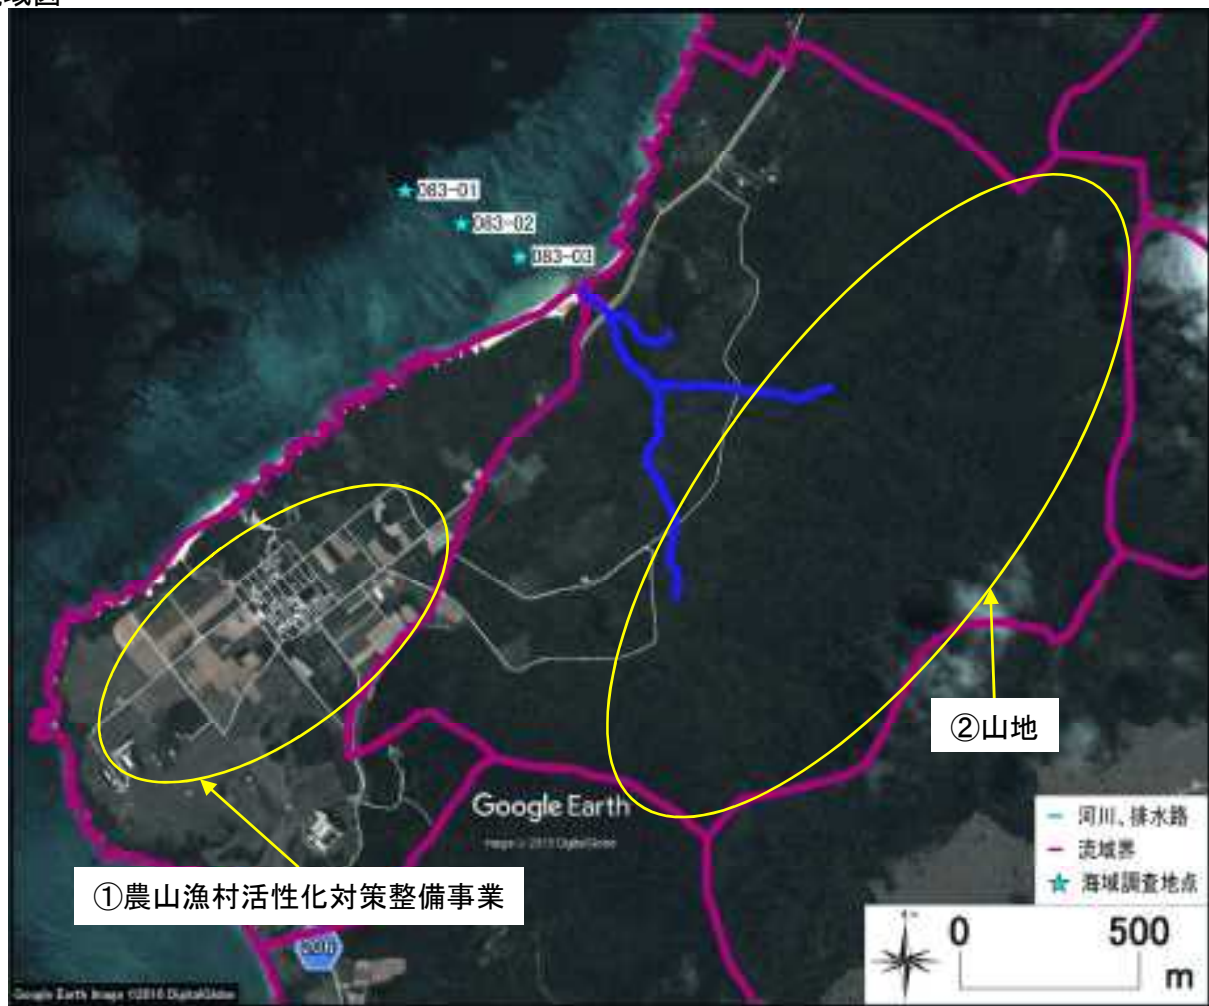 083-01
083-02
083-03
②山地
Google Earth
①農山漁村活性化対策整備事業
河川、排水路
流域界
海域調査地点
0
500
m